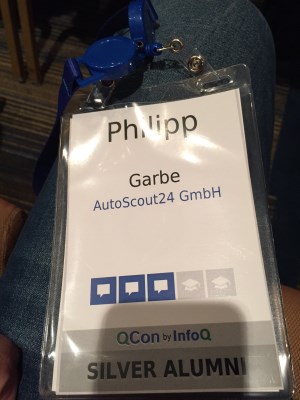 Philipp
Garbe
AutoScout24 GmbH
QCon by InfoQ
SILVER ALUMNI